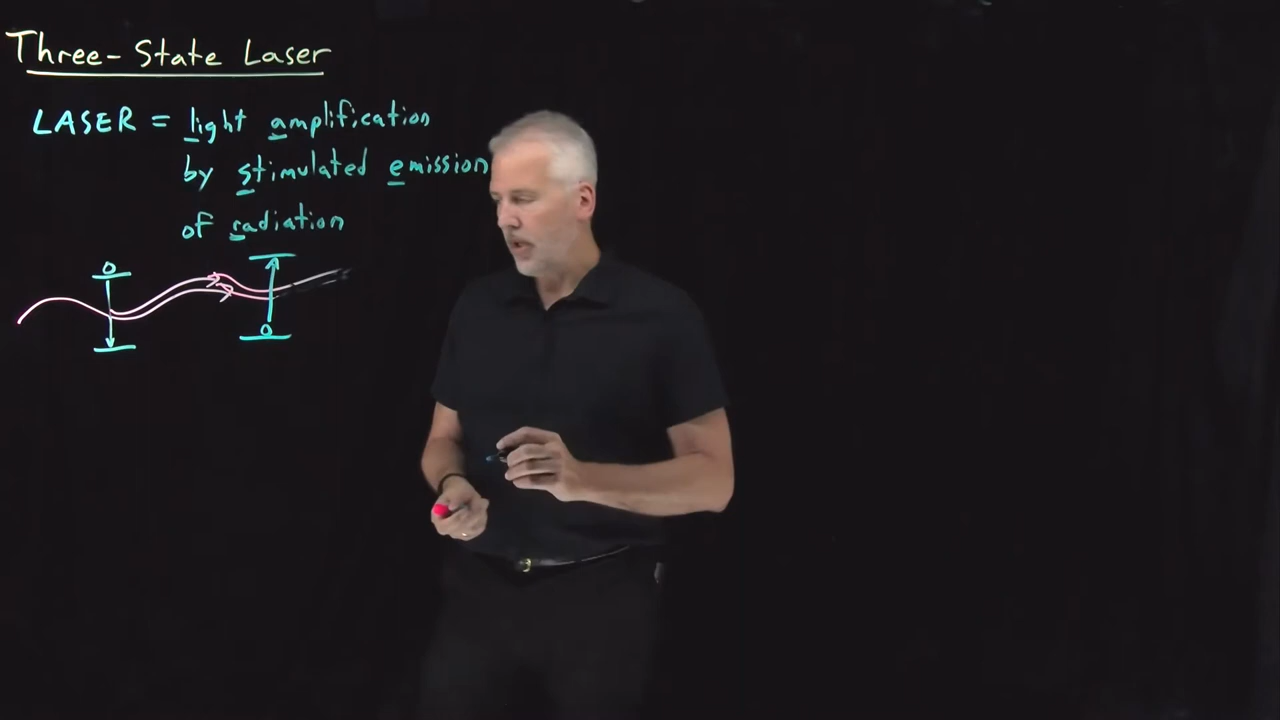 Three-State Laser
LASER = light amplification
by stimulated emission
of radiation